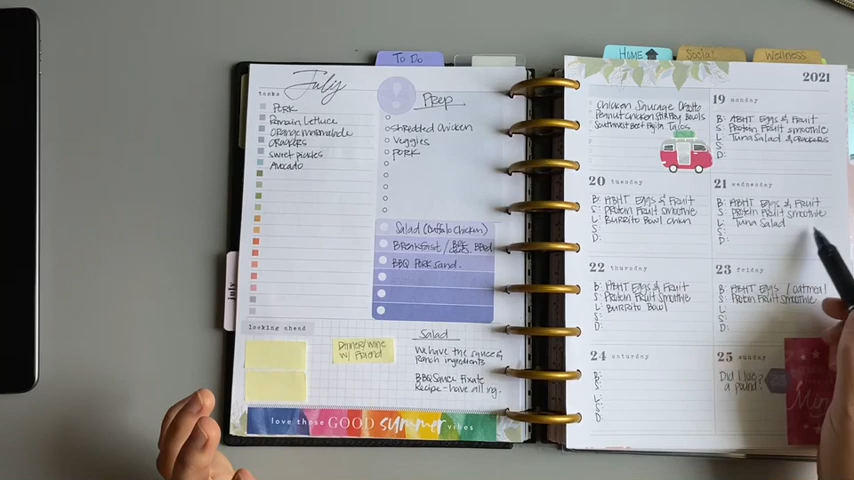 To Do
HOME
Social
Wellness
July
tasks
PORK
Romain Lettuce
Orange marmalade
CRACKERS
sweet pickles
Avocado
!
Prep
Shredded Chicken
Veggies
PORK
Salad (Buffalo Chicken)
BREAKFAST /
BBQ PORK Sand.
july
looking ahead
Dinner/Wine
w/ Friend
Salad
We have the sauce &
Ranch ingredients
BBQ Sauce Fixate
Recipe - have all ing.
love those GOOD summer vibes
2021
Chicken Sausage
Peanut Chicken Stir Fry Bowls
Southwest Beef Fajita Tacos
19 monday
B: ABHT Eggs & Fruit
S: Protein Fruit Smoothie
L: Tuna Salad & CRACKERS
S:
D:
20 tuesday
B: ABHT Eggs & Fruit
S: Protein Fruit Smoothie
L: Burrito Bowl
S:
D:
21 wednesday
B: ABHT Eggs & Fruit
S: Protein Fruit Smoothie
L: Tuna Salad
S:
D:
22 thursday
B: ABHT Eggs & Fruit
S: Protein Fruit Smoothie
L: Burrito Bowl
S:
D:
23 friday
B: ABHT Eggs / oatmeal
S: Protein Fruit Smoothie
L:
S:
D:
24 saturday
B:
S:
L:
S:
D:
25 sunday
Did I lose
a pound?